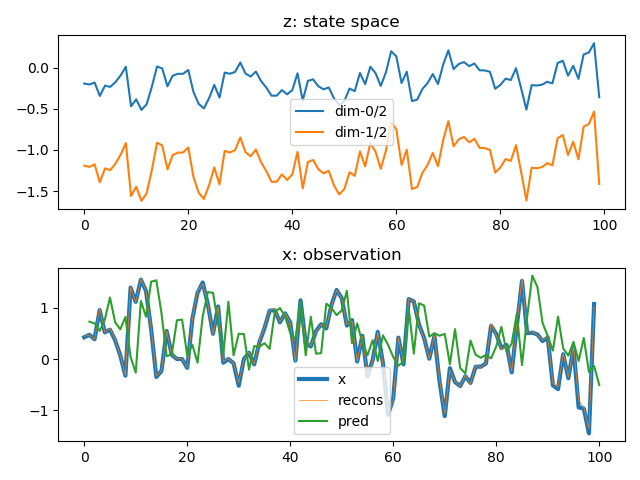 z: state space
0.0
−0.5
−1.0
−1.5
dim-0/2
dim-1/2
0 20 40 60 80 100
x: observation
1
0
−1
x
recons
pred
0 20 40 60 80 100